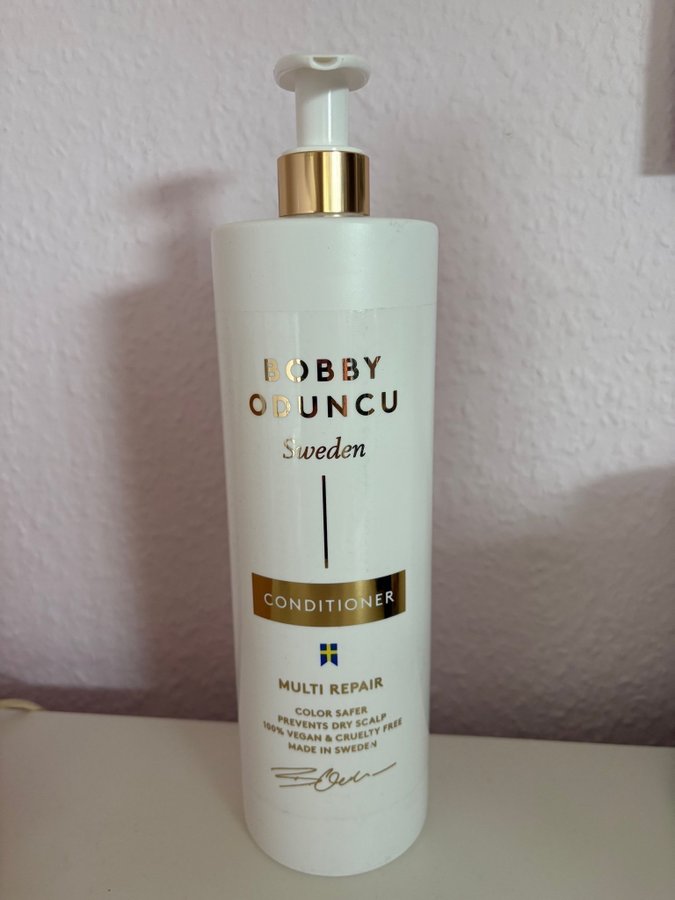 BOBBY
ODUNCU
Sweden
CONDITIONER
MULTI REPAIR
COLOR SAFER
PREVENTS DRY SCALP
100% VEGAN & CRUELTY FREE
MADE IN SWEDEN